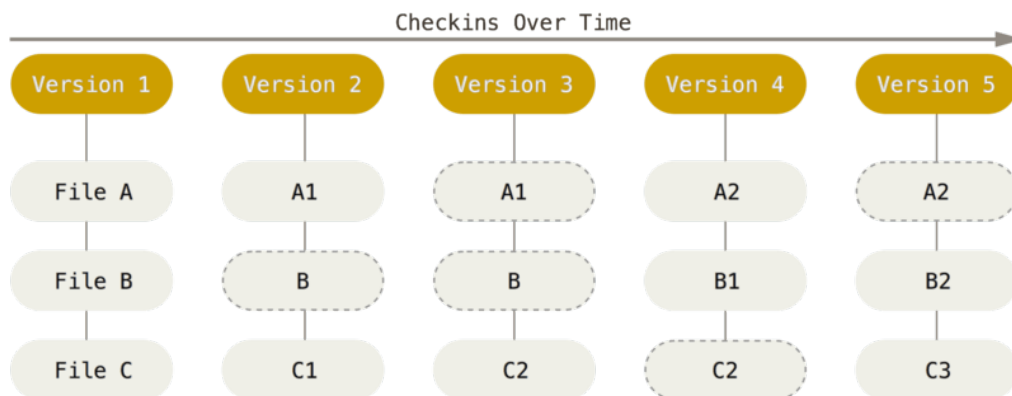 Checkins Over Time
Version 1 Version 2 Version 3 Version 4 Version 5
File A A1 A1 A2 A2
File B B B B1 B2
File C C1 C2 C2 C3